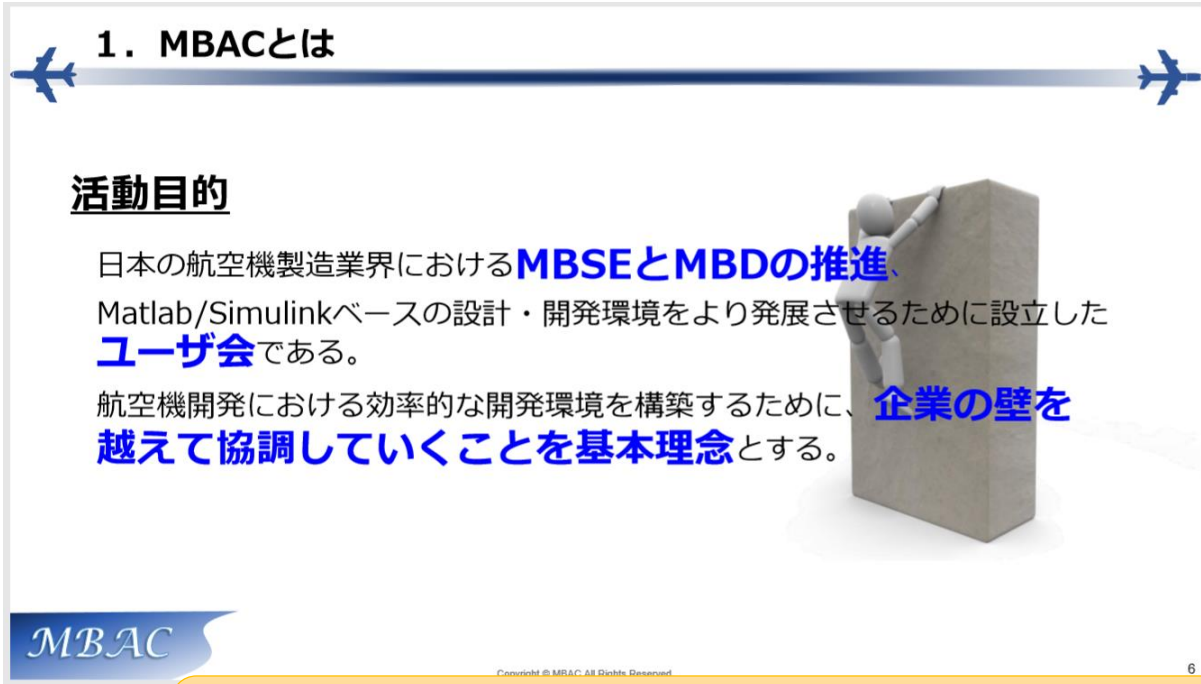 1．MBACとは
活動目的
日本の航空機製造業界におけるMBSEとMBDの推進、
Matlab/Simulinkベースの設計・開発環境をより発展させるために設立した
ユーザ会である。
航空機開発における効率的な開発環境を構築するために、企業の壁を
越えて協調していくことを基本理念とする。
MBAC
Copyright © MBAC All Rights Reserved
6